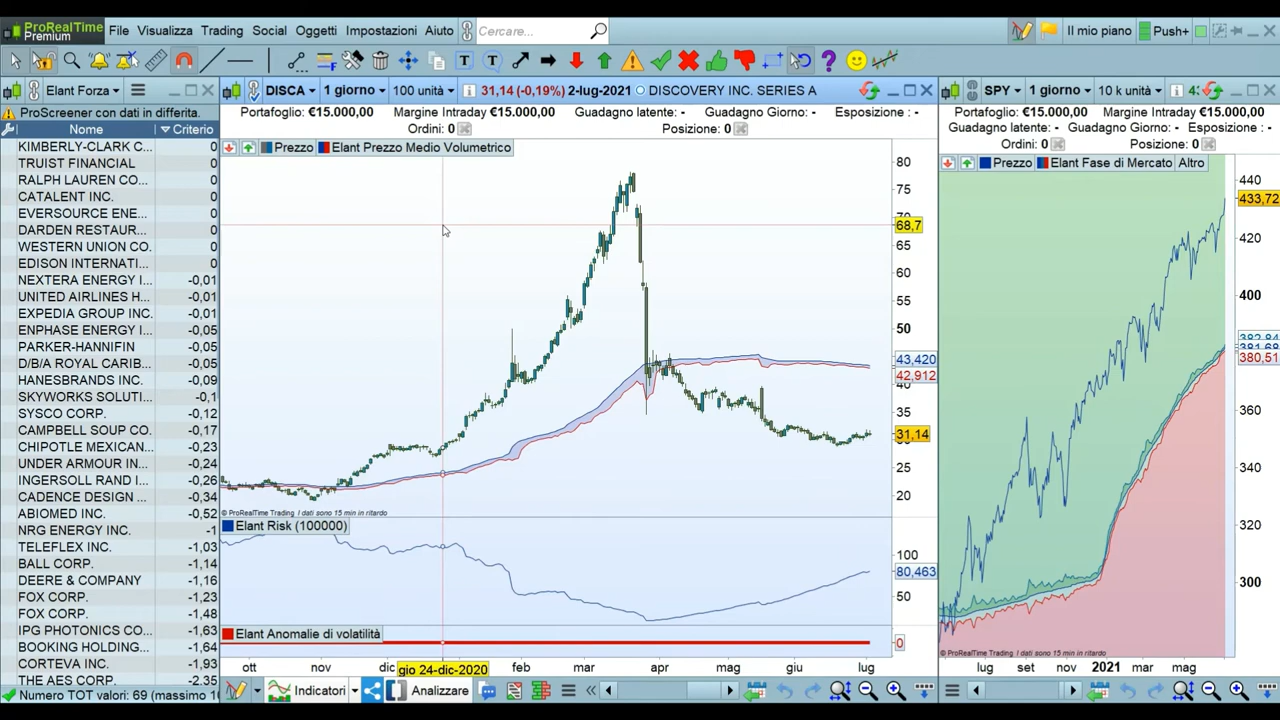 ProRealTime
Premium
File Visualizza Trading Social Oggetti Impostazioni Aiuto
Cercare...
Il mio piano
Push+
Elant Forza
DISCA 1 giorno 100 unità 31,14 (-0,19%) 2-lug-2021 DISCOVERY INC. SERIES A
SPY 1 giorno 10 k unità
ProScreener con dati in differita.
Nome Criterio
KIMBERLY-CLARK C... 0
TRUIST FINANCIAL 0
RALPH LAUREN CO... 0
CATALENT INC. 0
EVERSOURCE ENE... 0
DARDEN RESTAUR... 0
WESTERN UNION CO. 0
EDISON INTERNATI... 0
NEXTERA ENERGY I... -0,01
UNITED AIRLINES H... -0,01
EXPEDIA GROUP INC. -0,01
ENPHASE ENERGY I... -0,05
PARKER-HANNIFIN -0,06
D/B/A ROYAL CARIB... -0,06
HANESBRANDS INC. -0,09
SKYWORKS SOLUTI... -0,1
SYSCO CORP. -0,12
CAMPBELL SOUP CO. -0,17
CHIPOTLE MEXICAN... -0,23
UNDER ARMOUR IN... -0,24
INGERSOLL RAND I... -0,26
CADENCE DESIGN ... -0,34
ABIOMED INC. -0,52
NRG ENERGY INC. -1
TELEFLEX INC. -1,03
BALL CORP. -1,14
DEERE & COMPANY -1,16
FOX CORP. -1,23
FOX CORP. -1,48
IPG PHOTONICS CO... -1,63
BOOKING HOLDING... -1,64
CORTEVA INC. -1,93
THE AES CORP. -2,35
Numero TOT valori: 69 (massimo 1
Portafoglio: €15.000,00 Margine Intraday €15.000,00 Guadagno latente: - Guadagno Giorno: - Esposizione : -
Ordini: 0 Posizione: 0
Prezzo Elant Prezzo Medio Volumetrico
80
75
70
68,7
65
60
55
50
43,420
42,912
40
35
31,14
25
20
© ProRealTime Trading I dati sono 15 min in ritardo
Elant Risk (100000)
100
80,463
50
Elant Anomalie di volatilità
0
ott nov dic gio 24-dic-2020 feb mar apr mag giu lug
Indicatori Analizzare
Portafoglio: €15.000,00 Margine Intraday €15.000,00
Guadagno latente: - Guadagno Giorno: - Esposizione : -
Ordini: 0 Posizione: 0
Prezzo Elant Fase di Mercato Altro
440
433,72
420
400
380,51
360
340
320
300
© ProRealTime Trading I dati sono 15 min in ritardo
lug set nov 2021 mar mag